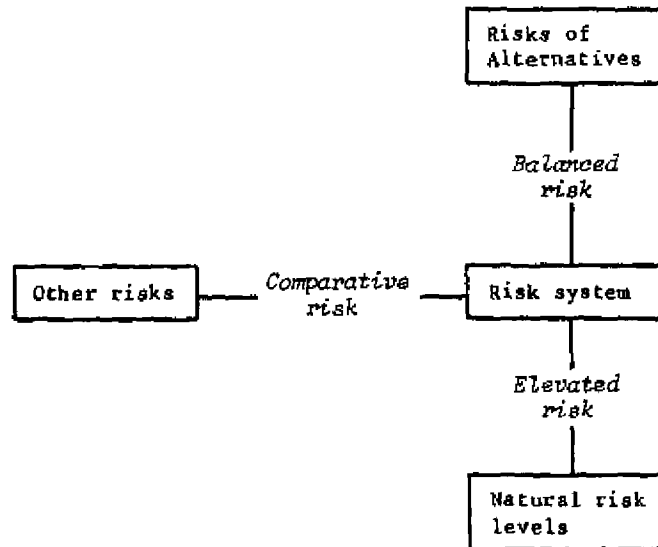 Risks of
Alternatives
Balanced
risk
Other risks
Comparative
risk
Risk system
Elevated
risk
Natural risk
levels